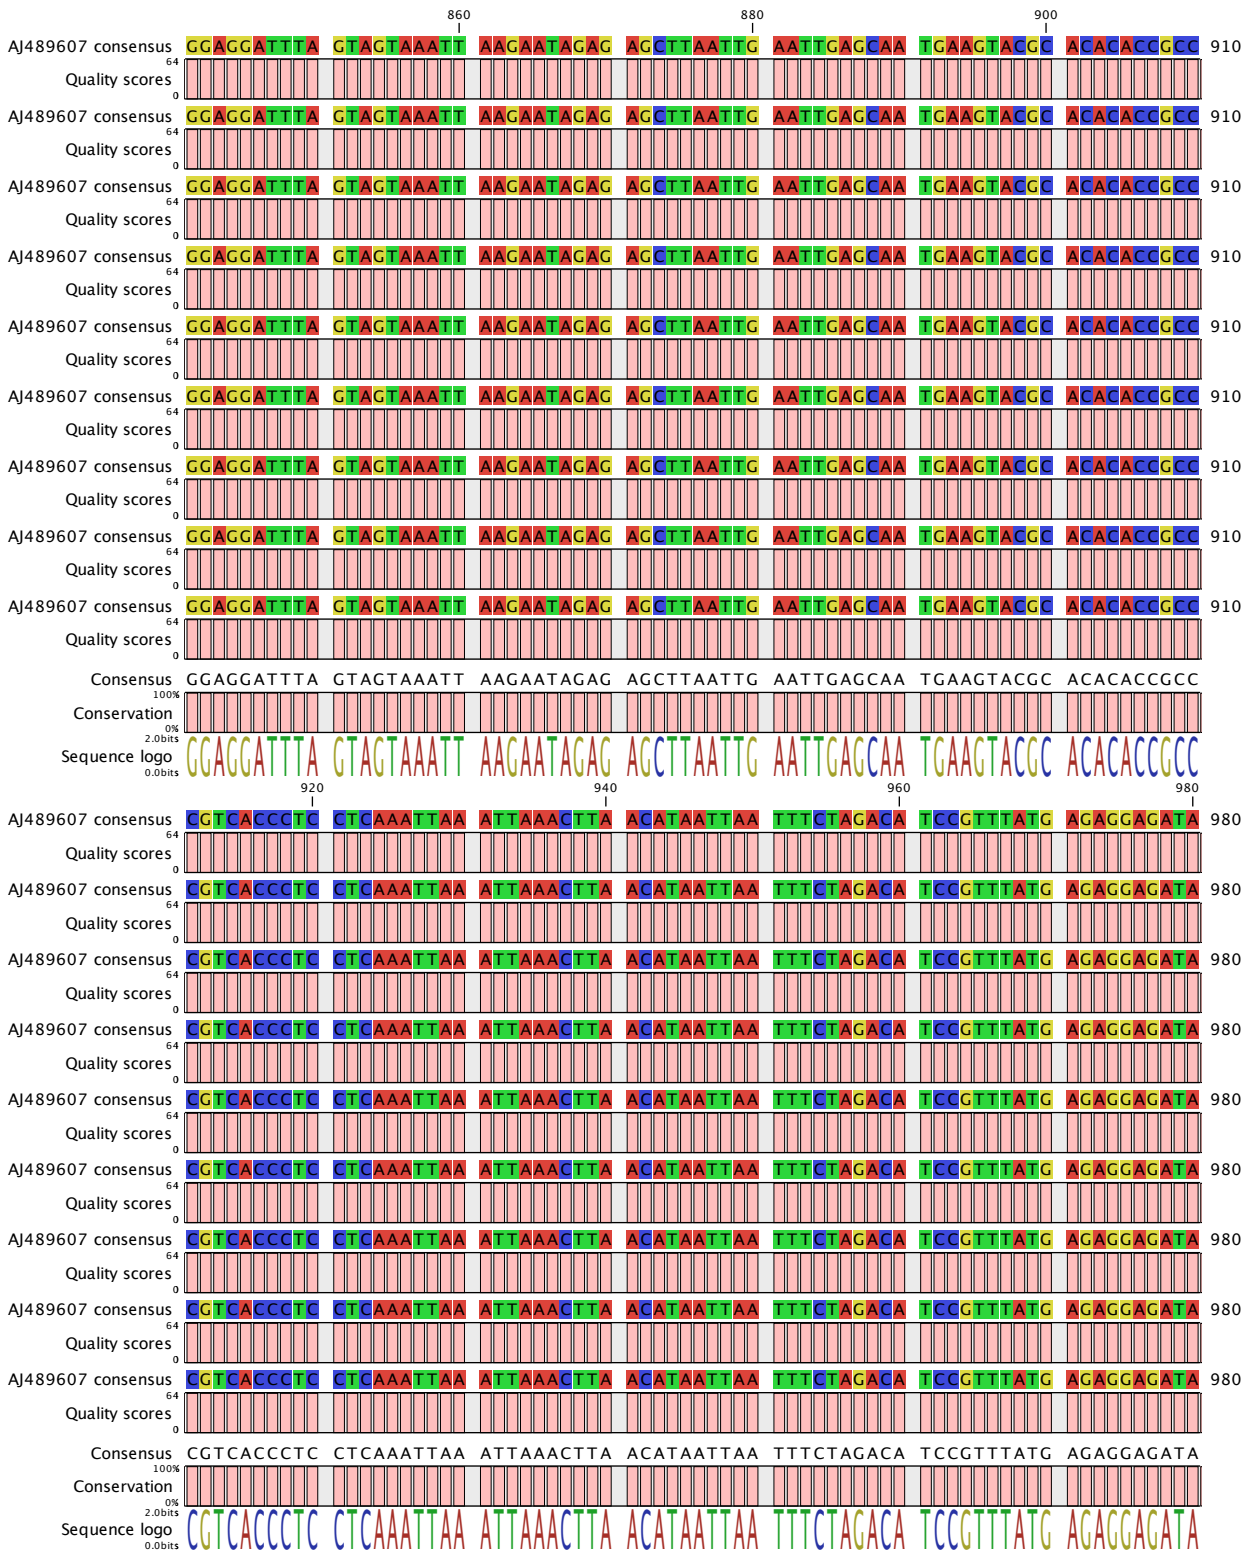 860 880 900
AJ489607 consensus GGAGGATTTA GTAGTAAATT AAGAATAGAG AGCTTAATTG AATTGAGCAA TGAAGTACGC ACACACCGCC 910
64
Quality scores
0
AJ489607 consensus GGAGGATTTA GTAGTAAATT AAGAATAGAG AGCTTAATTG AATTGAGCAA TGAAGTACGC ACACACCGCC 910
64
Quality scores
0
AJ489607 consensus GGAGGATTTA GTAGTAAATT AAGAATAGAG AGCTTAATTG AATTGAGCAA TGAAGTACGC ACACACCGCC 910
64
Quality scores
0
AJ489607 consensus GGAGGATTTA GTAGTAAATT AAGAATAGAG AGCTTAATTG AATTGAGCAA TGAAGTACGC ACACACCGCC 910
64
Quality scores
0
AJ489607 consensus GGAGGATTTA GTAGTAAATT AAGAATAGAG AGCTTAATTG AATTGAGCAA TGAAGTACGC ACACACCGCC 910
64
Quality scores
0
AJ489607 consensus GGAGGATTTA GTAGTAAATT AAGAATAGAG AGCTTAATTG AATTGAGCAA TGAAGTACGC ACACACCGCC 910
64
Quality scores
0
AJ489607 consensus GGAGGATTTA GTAGTAAATT AAGAATAGAG AGCTTAATTG AATTGAGCAA TGAAGTACGC ACACACCGCC 910
64
Quality scores
0
AJ489607 consensus GGAGGATTTA GTAGTAAATT AAGAATAGAG AGCTTAATTG AATTGAGCAA TGAAGTACGC ACACACCGCC 910
64
Quality scores
0
AJ489607 consensus GGAGGATTTA GTAGTAAATT AAGAATAGAG AGCTTAATTG AATTGAGCAA TGAAGTACGC ACACACCGCC 910
64
Quality scores
0
Consensus GGAGGATTTA GTAGTAAATT AAGAATAGAG AGCTTAATTG AATTGAGCAA TGAAGTACGC ACACACCGCC
100%
Conservation
0%
2.0bits
Sequence logo GGAGGATTTA GTAGTAAATT AAGAATAGAG AGCTTAATTG AATTGAGCAA TGAAGTACGC ACACACCGCC
0.0bits
920 940 960 980
AJ489607 consensus CGTCACCCTC CTCAAATTAA ATTAAACTTA ACATAATTAA TTTCTAGACA TCCGTTTATG AGAGGAGATA 980
64
Quality scores
0
AJ489607 consensus CGTCACCCTC CTCAAATTAA ATTAAACTTA ACATAATTAA TTTCTAGACA TCCGTTTATG AGAGGAGATA 980
64
Quality scores
0
AJ489607 consensus CGTCACCCTC CTCAAATTAA ATTAAACTTA ACATAATTAA TTTCTAGACA TCCGTTTATG AGAGGAGATA 980
64
Quality scores
0
AJ489607 consensus CGTCACCCTC CTCAAATTAA ATTAAACTTA ACATAATTAA TTTCTAGACA TCCGTTTATG AGAGGAGATA 980
64
Quality scores
0
AJ489607 consensus CGTCACCCTC CTCAAATTAA ATTAAACTTA ACATAATTAA TTTCTAGACA TCCGTTTATG AGAGGAGATA 980
64
Quality scores
0
AJ489607 consensus CGTCACCCTC CTCAAATTAA ATTAAACTTA ACATAATTAA TTTCTAGACA TCCGTTTATG AGAGGAGATA 980
64
Quality scores
0
AJ489607 consensus CGTCACCCTC CTCAAATTAA ATTAAACTTA ACATAATTAA TTTCTAGACA TCCGTTTATG AGAGGAGATA 980
64
Quality scores
0
AJ489607 consensus CGTCACCCTC CTCAAATTAA ATTAAACTTA ACATAATTAA TTTCTAGACA TCCGTTTATG AGAGGAGATA 980
64
Quality scores
0
AJ489607 consensus CGTCACCCTC CTCAAATTAA ATTAAACTTA ACATAATTAA TTTCTAGACA TCCGTTTATG AGAGGAGATA 980
64
Quality scores
0
Consensus CGTCACCCTC CTCAAATTAA ATTAAACTTA ACATAATTAA TTTCTAGACA TCCGTTTATG AGAGGAGATA
100%
Conservation
0%
2.0bits
Sequence logo CGTCACCCTC CTCAAATTAA ATTAAACTTA ACATAATTAA TTTCTAGACA TCCGTTTATG AGAGGAGATA
0.0bits